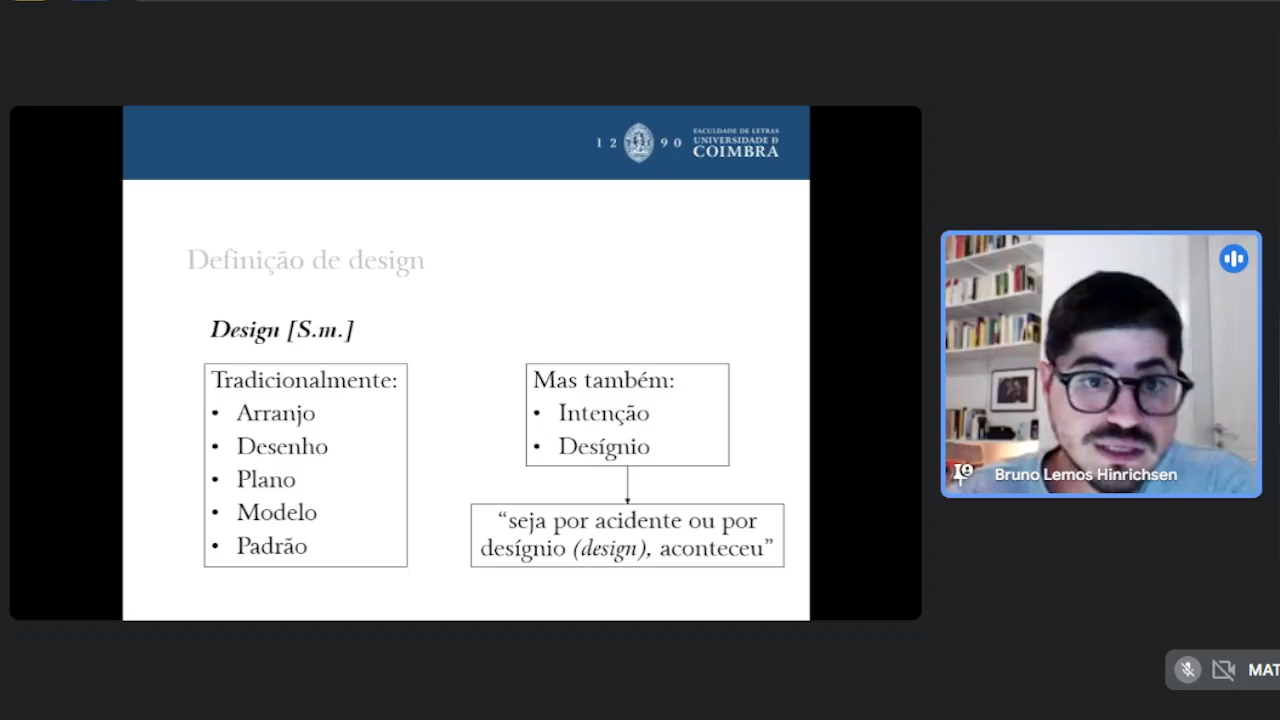 1 2 9 0
FACULDADE DE LETRAS
UNIVERSIDADE Ð
COIMBRA
Definição de design
Design [S.m.]
Tradicionalmente:
• Arranjo
• Desenho
• Plano
• Modelo
• Padrão
Mas também:
• Intenção
• Desígnio
“seja por acidente ou por
desígnio (design), aconteceu”
Bruno Lemos Hinrichsen
MAT